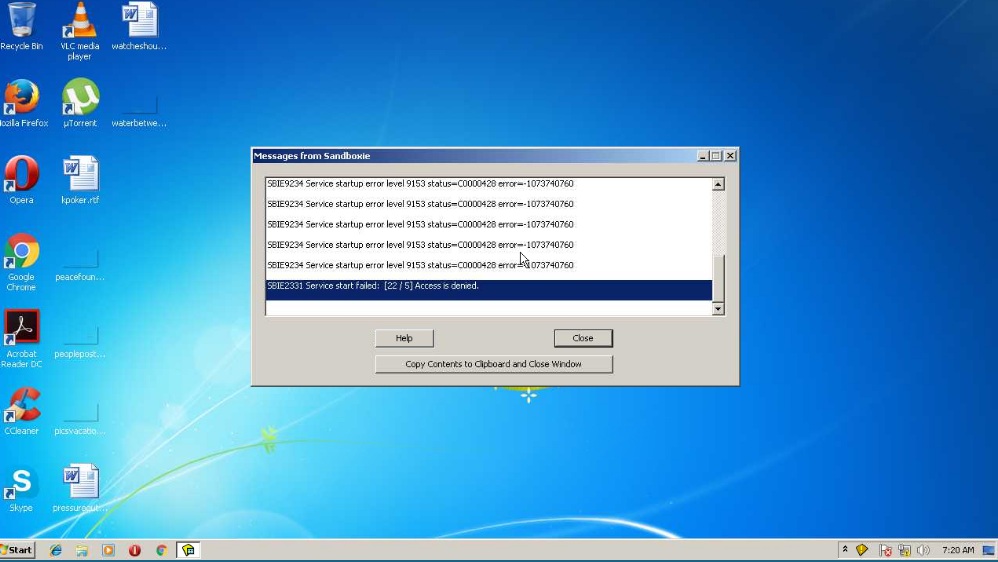 Recycle Bin
VLC media
player
watcheshou...
ozilla Firefox
µTorrent
waterbetwe...
Opera
kpoker.rtf
Google
Chrome
peacefoun...
Acrobat
Reader DC
peoplepost...
CCleaner
picsvacatio...
Skype
pressureout...
Messages from Sandboxie
SBIE9234 Service startup error level 9153 status=C0000428 error=-1073740760
SBIE9234 Service startup error level 9153 status=C0000428 error=-1073740760
SBIE9234 Service startup error level 9153 status=C0000428 error=-1073740760
SBIE9234 Service startup error level 9153 status=C0000428 error=-1073740760
SBIE9234 Service startup error level 9153 status=C0000428 error=-1073740760
SBIE2331 Service start failed: [22 / 5] Access is denied.
Help
Close
Copy Contents to Clipboard and Close Window
Start
7:20 AM